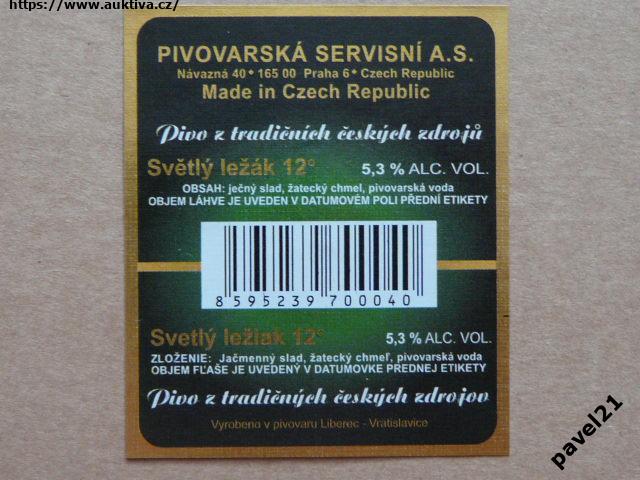 https://www.auktiva.cz/
PIVOVARSKÁ SERVISNÍ A.S.
Návazná 40 * 165 00 Praha 6 * Czech Republic
Made in Czech Republic
Pivo z tradičních českých zdrojů
Světlý ležák 12° 5,3 % ALC. VOL.
OBSAH: ječný slad, žatecký chmel, pivovarská voda
OBJEM LÁHVE JE UVEDEN V DATUMOVÉM POLI PŘEDNÍ ETIKETY
8 595239 700040
Svetlý ležiak 12° 5,3 % ALC. VOL.
ZLOŽENIE: Jačmenný slad, žatecký chmeľ, pivovarská voda
OBJEM FĽAŠE JE UVEDENÝ V DATUMOVKE PREDNEJ ETIKETY
Pivo z tradičných českých zdrojov
Vyrobeno v pivovaru Liberec - Vratislavice
pavel21